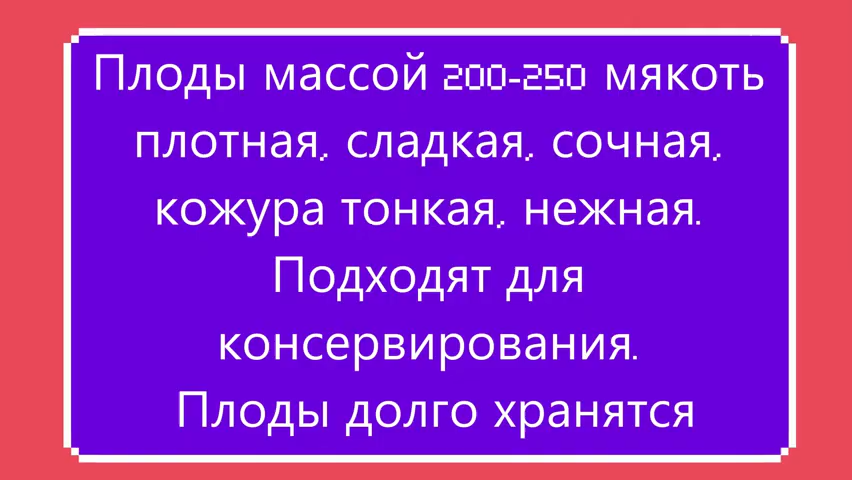 Плоды массой 200-250 мякоть
плотная, сладкая, сочная,
кожура тонкая, нежная.
Подходят для
консервирования.
Плоды долго хранятся